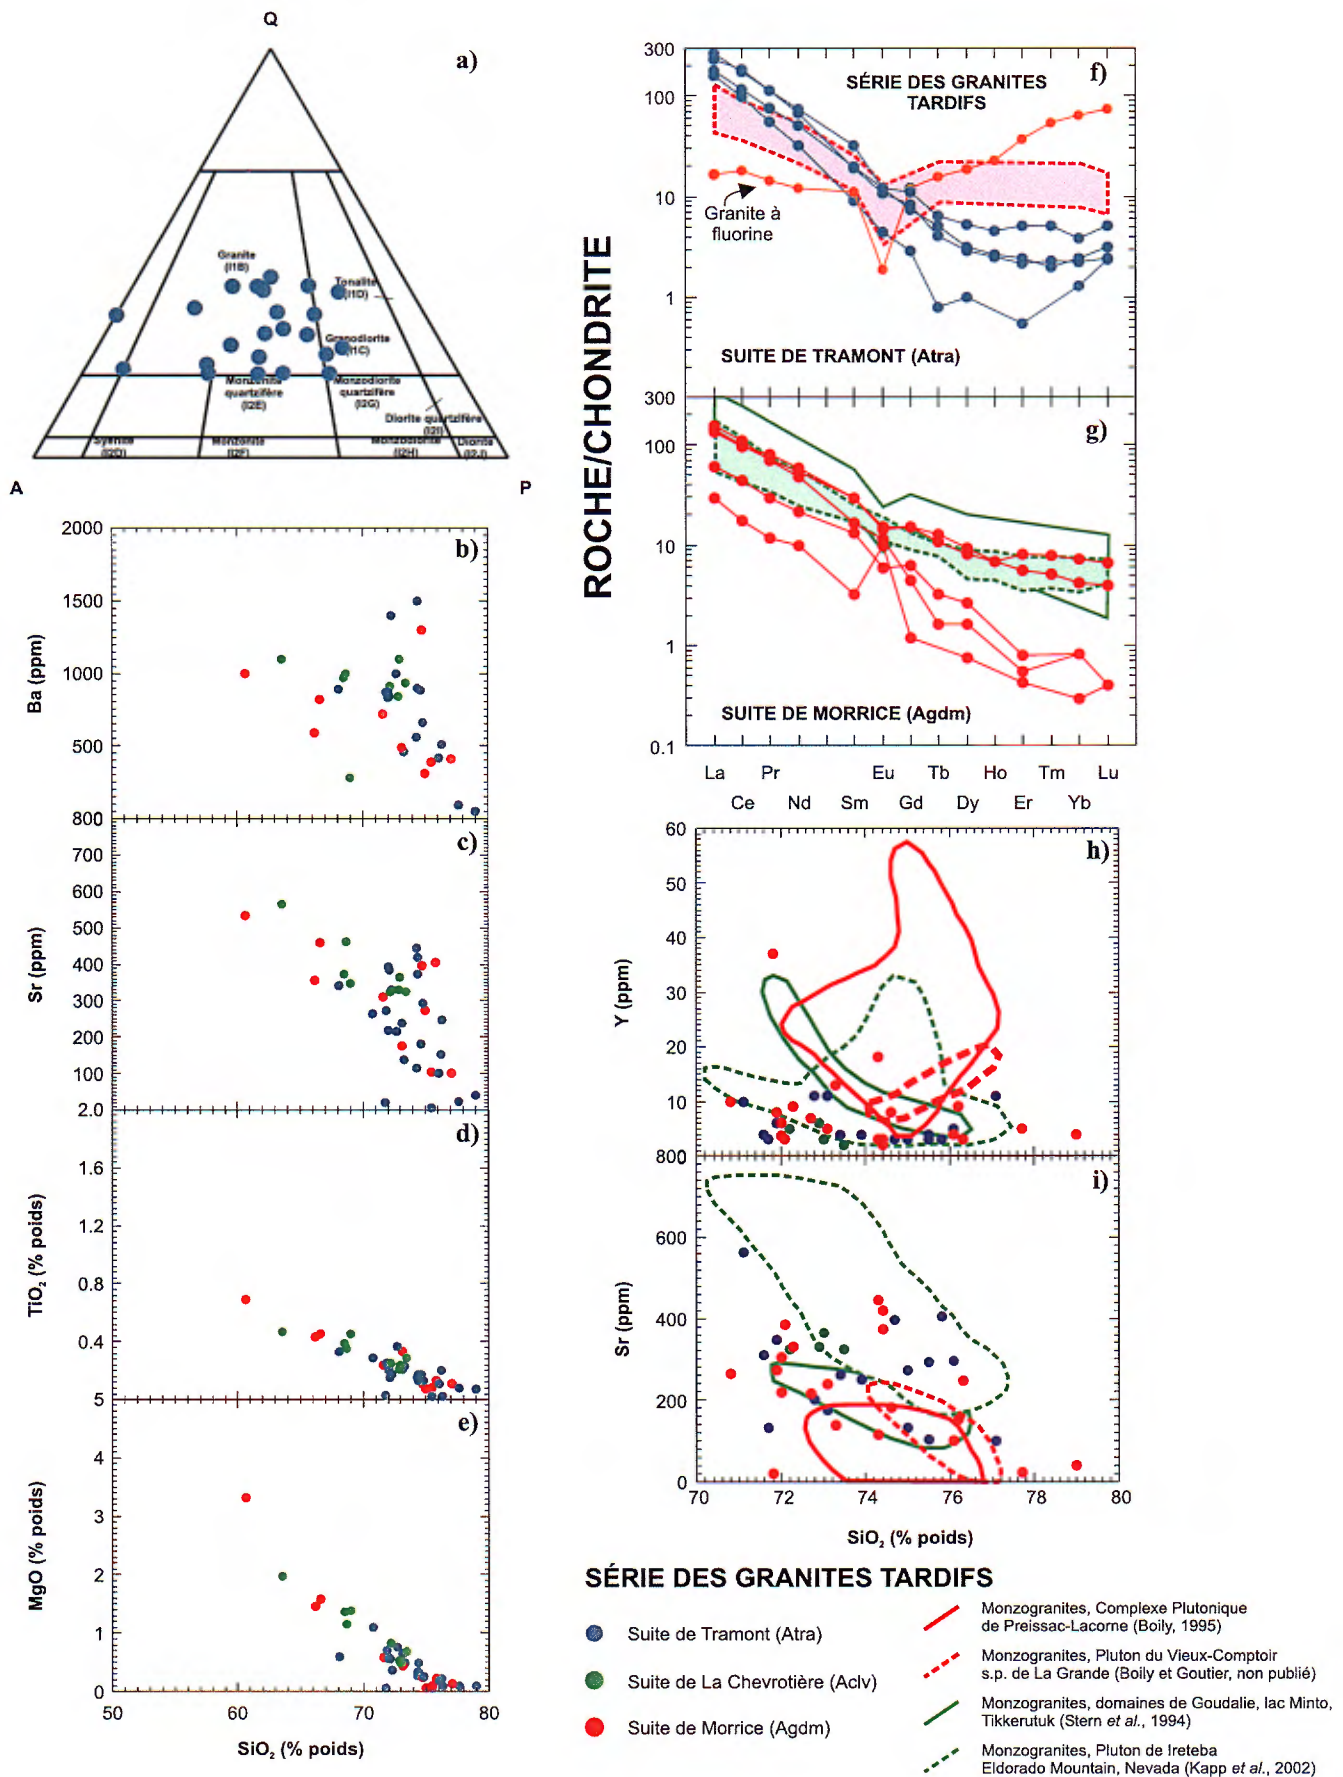 Q
a)
Granite
(I1B)
Tonalite
(I1D)
Granodiorite
(I1C)
Monzonite
quartzifère
(I2E)
Monzodiorite
quartzifère
(I2G)
Diorite quartzifère
(I2I)
Syénite
(I2D)
Monzonite
(I2F)
Monzodiorite
(I2H)
Diorite
(I2J)
A
P
b)
2000
1500
1000
500
Ba (ppm)
c)
800
700
600
500
400
300
200
100
Sr (ppm)
d)
2.0
1.6
1.2
0.8
0.4
TiO₂ (% poids)
e)
5
4
3
2
1
0
MgO (% poids)
50
60
70
80
SiO₂ (% poids)
ROCHE/CHONDRITE
f)
SÉRIE DES GRANITES
TARDIFS
300
100
10
1
Granite à
fluorine
SUITE DE TRAMONT (Atra)
g)
300
100
10
1
0.1
SUITE DE MORRICE (Agdm)
La Pr Eu Tb Ho Tm Lu
Ce Nd Sm Gd Dy Er Yb
h)
60
50
40
30
20
10
Y (ppm)
i)
800
600
400
200
0
Sr (ppm)
70 72 74 76 78 80
SiO₂ (% poids)
SÉRIE DES GRANITES TARDIFS
Suite de Tramont (Atra)
Suite de La Chevrotière (Aclv)
Suite de Morrice (Agdm)
Monzogranites, Complexe Plutonique
de Preissac-Lacorne (Boily, 1995)
Monzogranites, Pluton du Vieux-Comptoir
s.p. de La Grande (Boily et Goutier, non publié)
Monzogranites, domaines de Goudalie, lac Minto,
Tikkerutuk (Stern et al., 1994)
Monzogranites, Pluton de Ireteba
Eldorado Mountain, Nevada (Kapp et al., 2002)